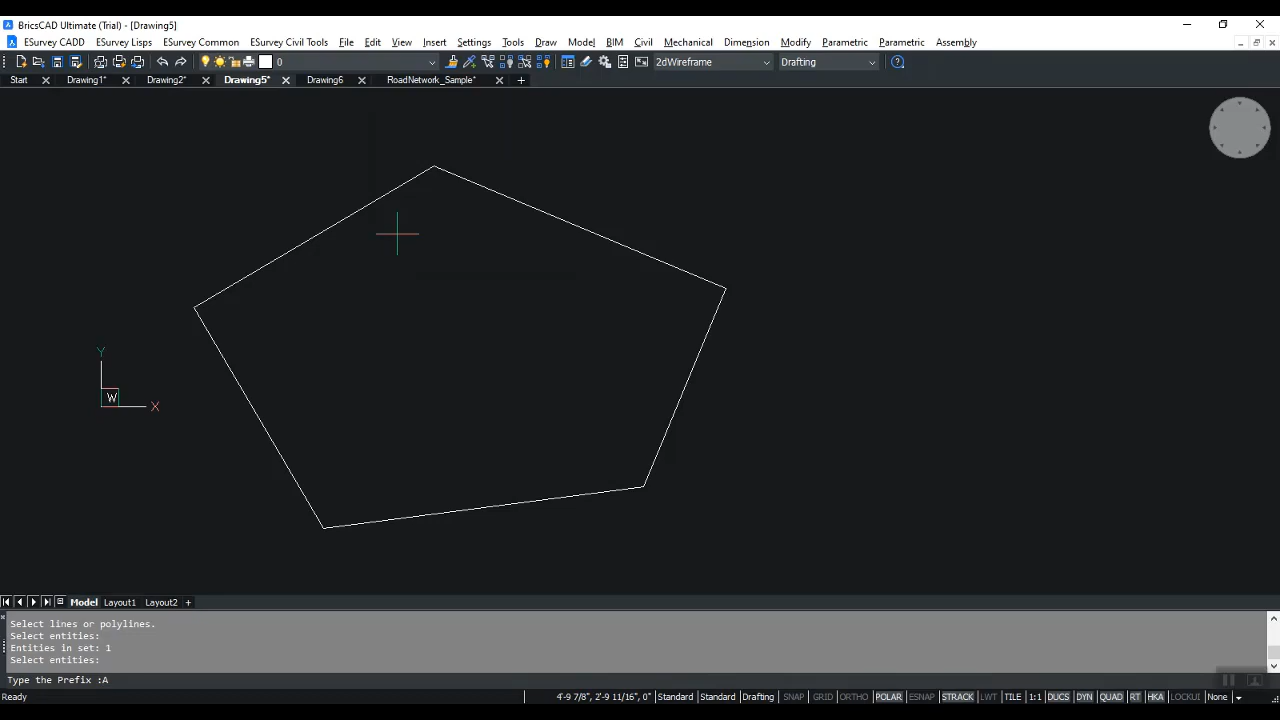 BricsCAD Ultimate (Trial) - [Drawing5]
ESurvey CADD ESurvey Lisps ESurvey Common ESurvey Civil Tools File Edit View Insert Settings Tools Draw Model BIM Civil Mechanical Dimension Modify Parametric Parametric Assembly
0 2dWireframe Drafting
Start Drawing1* Drawing2* Drawing5* Drawing6 RoadNetwork_Sample*
Y
W
X
Model Layout1 Layout2
Select lines or polylines.
Select entities:
Entities in set: 1
Select entities:
Type the Prefix :A
Ready 4'-9 7/8", 2'-9 11/16", 0" Standard Standard Drafting SNAP GRID ORTHO POLAR ESNAP STRACK LWT TILE 1:1 DUCS DYN QUAD RT HKA LOCKUI None